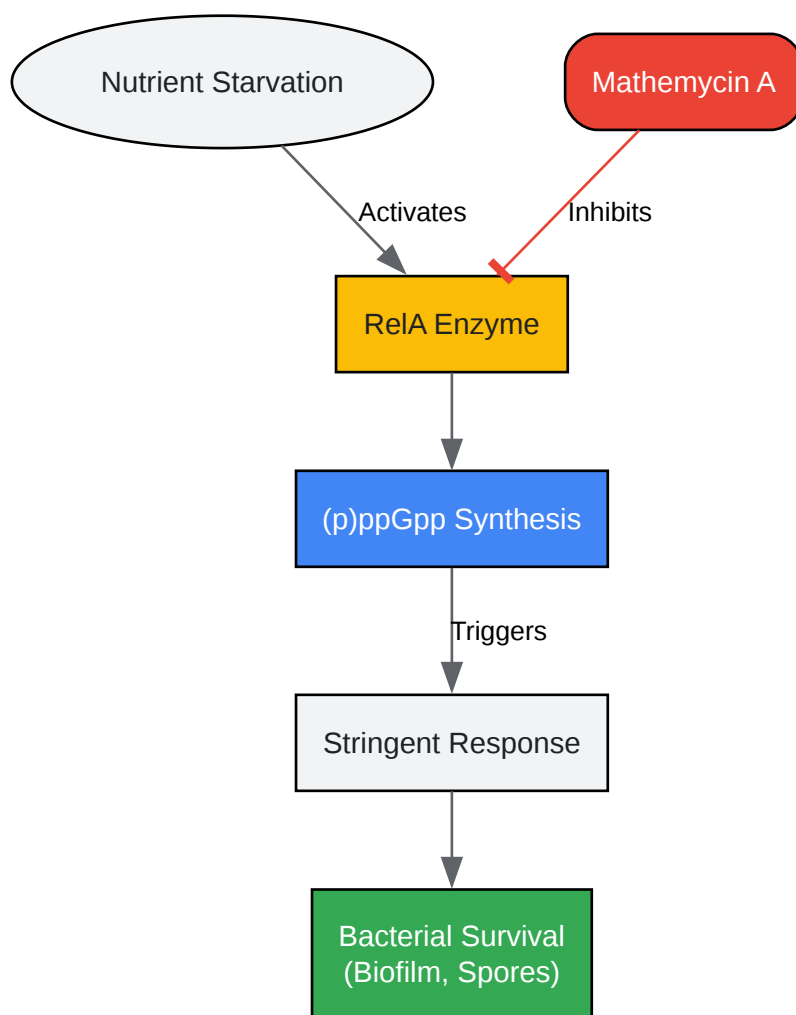 Nutrient Starvation
Mathemycin A
Activates
Inhibits
RelA Enzyme
(p)ppGpp Synthesis
Triggers
Stringent Response
Bacterial Survival
(Biofilm, Spores)